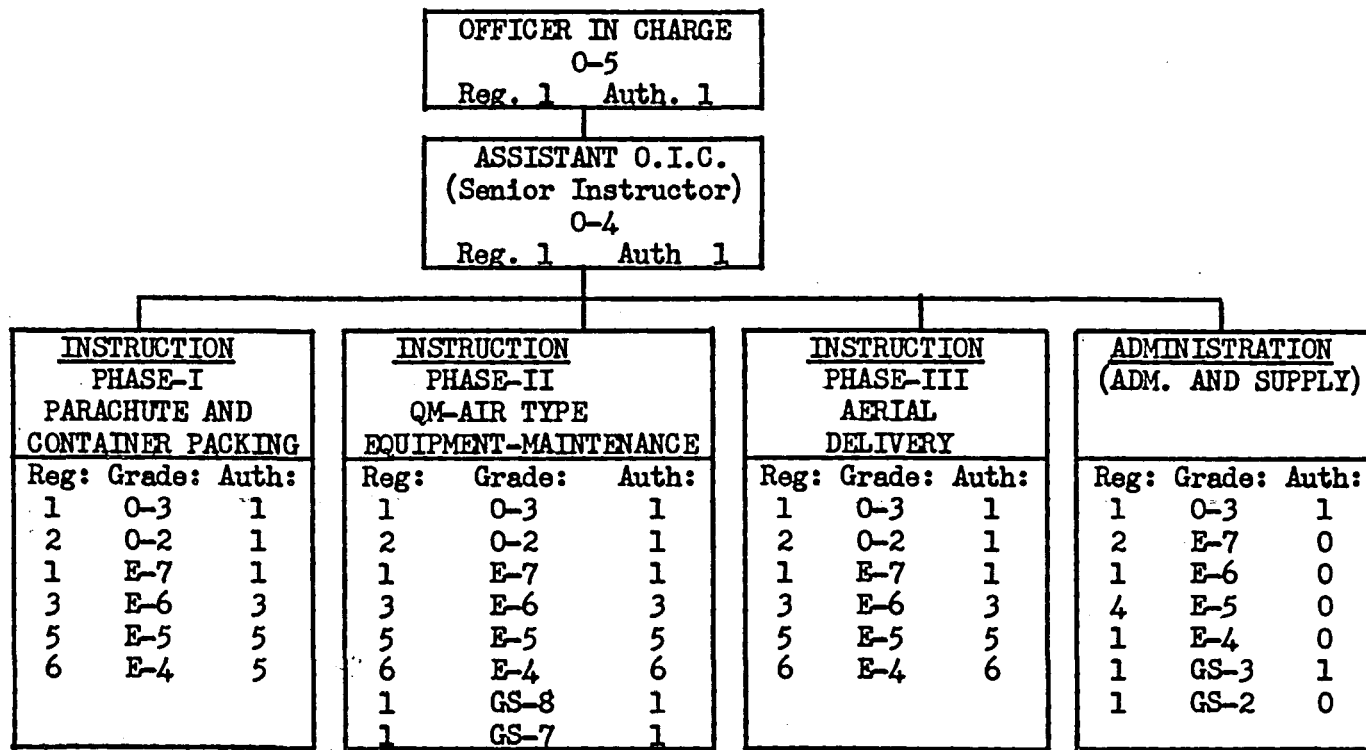 OFFICER IN CHARGE
O-5
Reg. 1 Auth. 1
ASSISTANT O.I.C.
(Senior Instructor)
O-4
Reg. 1 Auth 1
INSTRUCTION
PHASE-I
PARACHUTE AND
CONTAINER PACKING
Reg: Grade: Auth:
1 O-3 1
2 O-2 1
1 E-7 1
3 E-6 3
5 E-5 5
6 E-4 5
INSTRUCTION
PHASE-II
QM-AIR TYPE
EQUIPMENT-MAINTENANCE
Reg: Grade: Auth:
1 O-3 1
2 O-2 1
1 E-7 1
3 E-6 3
5 E-5 5
6 E-4 6
1 GS-8 1
1 GS-7 1
INSTRUCTION
PHASE-III
AERIAL
DELIVERY
Reg: Grade: Auth:
1 O-3 1
2 O-2 1
1 E-7 1
3 E-6 3
5 E-5 5
6 E-4 6
ADMINISTRATION
(ADM. AND SUPPLY)
Reg: Grade: Auth:
1 O-3 1
2 E-7 0
1 E-6 0
4 E-5 0
1 E-4 0
1 GS-3 1
1 GS-2 0